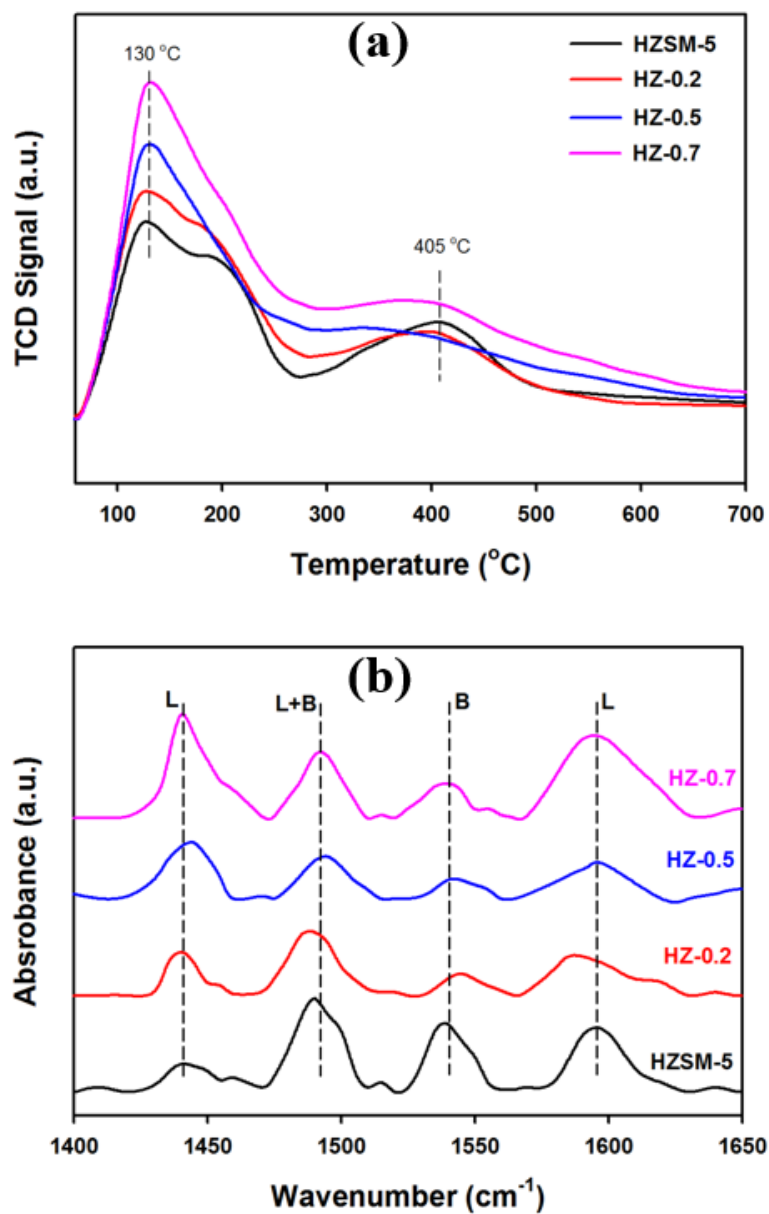 (a)
130 °C
HZSM-5
HZ-0.2
HZ-0.5
HZ-0.7
405 °C
TCD Signal (a.u.)
100 200 300 400 500 600 700
Temperature (°C)
(b)
L L+B B L
HZ-0.7
HZ-0.5
HZ-0.2
HZSM-5
Absrobance (a.u.)
1400 1450 1500 1550 1600 1650
Wavenumber (cm⁻¹)